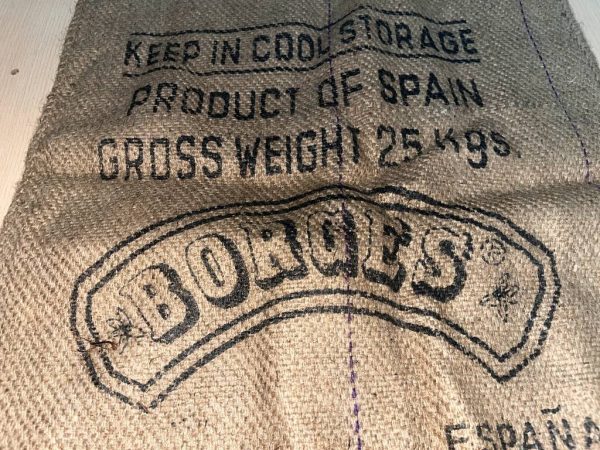 KEEP IN COOL STORAGE
PRODUCT OF SPAIN
GROSS WEIGHT 25 Kgs.
BORGES ®
ESPAÑA